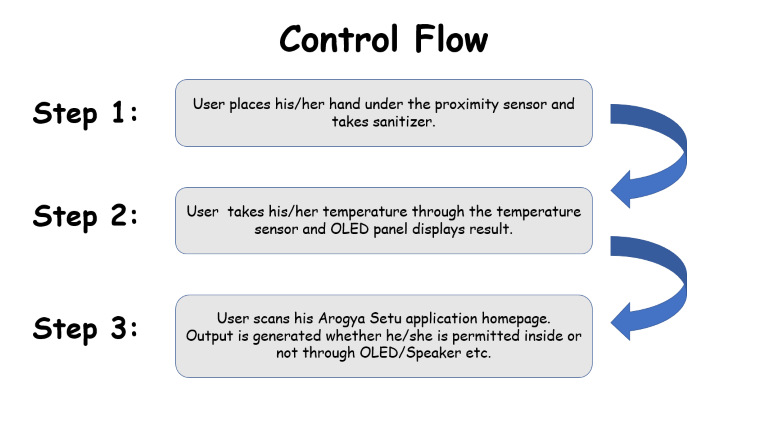 Control Flow
Step 1:
User places his/her hand under the proximity sensor and
takes sanitizer.
Step 2:
User  takes his/her temperature through the temperature
sensor and OLED panel displays result.
Step 3:
User scans his Arogya Setu application homepage.
Output is generated whether he/she is permitted inside or
not through OLED/Speaker etc.